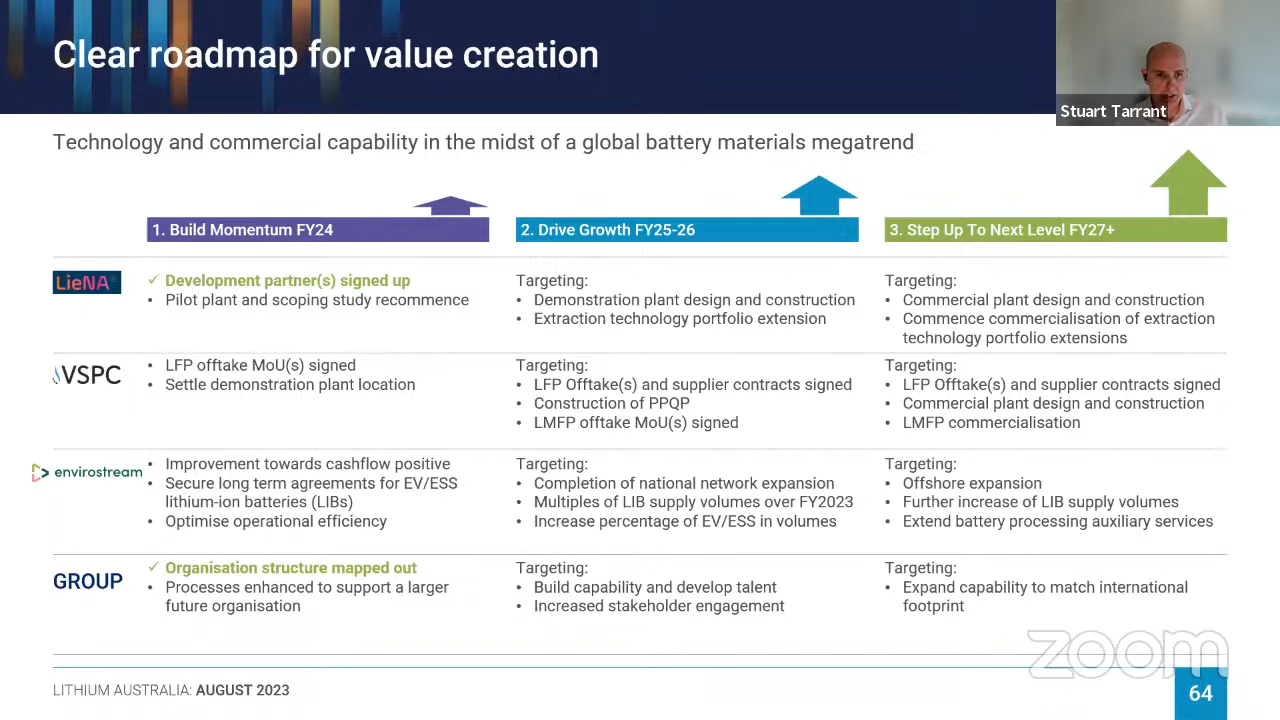 Clear roadmap for value creation
Stuart Tarrant
Technology and commercial capability in the midst of a global battery materials megatrend
1. Build Momentum FY24
2. Drive Growth FY25-26
3. Step Up To Next Level FY27+
LieNA®
✓ Development partner(s) signed up
• Pilot plant and scoping study recommence
Targeting:
• Demonstration plant design and construction
• Extraction technology portfolio extension
Targeting:
• Commercial plant design and construction
• Commence commercialisation of extraction
technology portfolio extensions
VSPC
• LFP offtake MoU(s) signed
• Settle demonstration plant location
Targeting:
• LFP Offtake(s) and supplier contracts signed
• Construction of PPQP
• LMFP offtake MoU(s) signed
Targeting:
• LFP Offtake(s) and supplier contracts signed
• Commercial plant design and construction
• LMFP commercialisation
envirostream
• Improvement towards cashflow positive
• Secure long term agreements for EV/ESS
lithium-ion batteries (LIBs)
• Optimise operational efficiency
Targeting:
• Completion of national network expansion
• Multiples of LIB supply volumes over FY2023
• Increase percentage of EV/ESS in volumes
Targeting:
• Offshore expansion
• Further increase of LIB supply volumes
• Extend battery processing auxiliary services
GROUP
✓ Organisation structure mapped out
• Processes enhanced to support a larger
future organisation
Targeting:
• Build capability and develop talent
• Increased stakeholder engagement
Targeting:
• Expand capability to match international
footprint
zoom
LITHIUM AUSTRALIA: AUGUST 2023
64